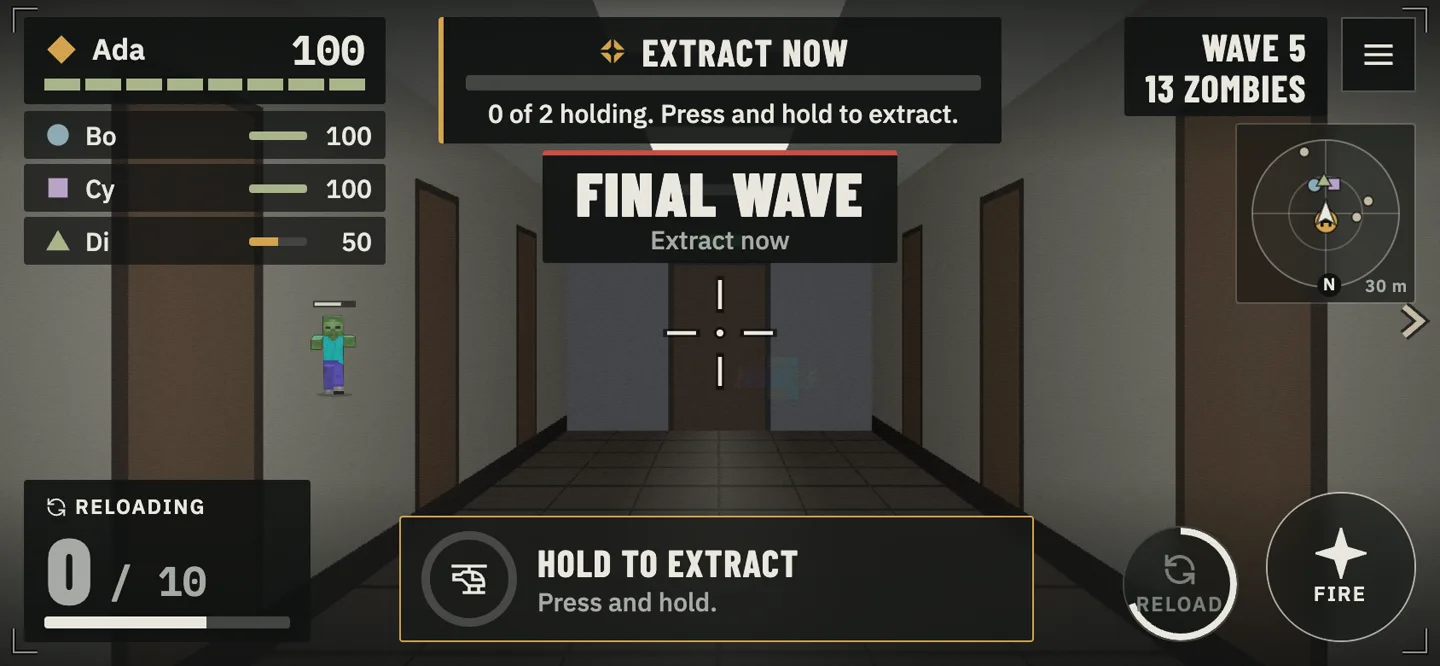 Ada 100
Bo 100
Cy 100
Di 50
EXTRACT NOW
0 of 2 holding. Press and hold to extract.
FINAL WAVE
Extract now
WAVE 5
13 ZOMBIES
N 30 m
RELOADING
0 / 10
HOLD TO EXTRACT
Press and hold.
RELOAD
FIRE